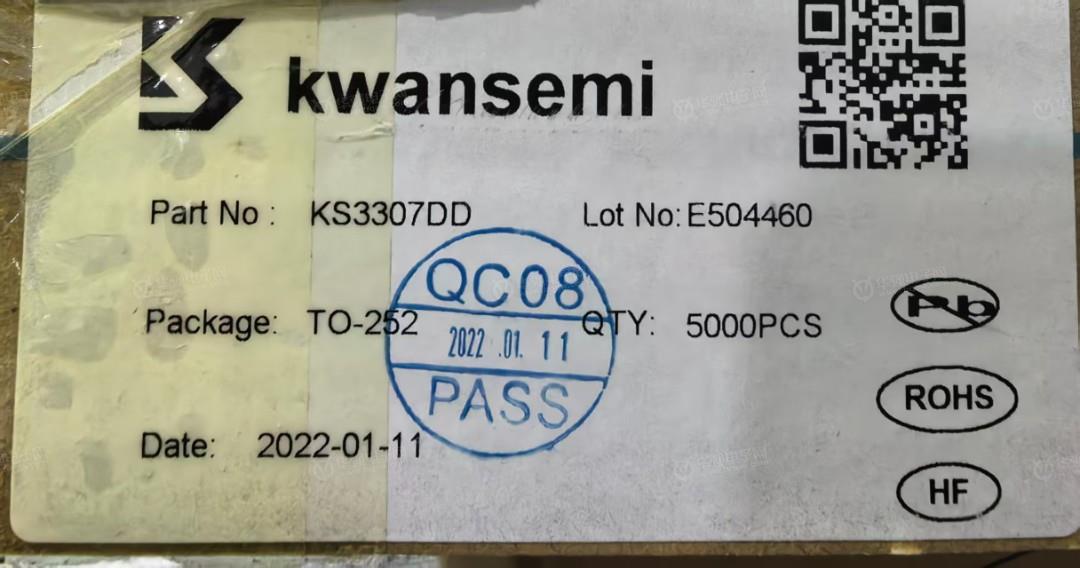 kwansemi
Part No : KS3307DD Lot No: E504460
QC08
Package: TO-252 QTY: 5000PCS
2022 .01. 11
PASS
Date: 2022-01-11
Pb
ROHS
HF